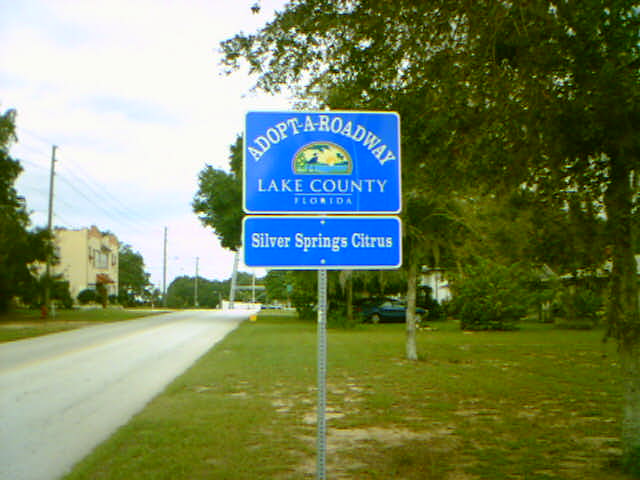 ADOPT-A-ROADWAY
LAKE COUNTY
FLORIDA
Silver Springs Citrus